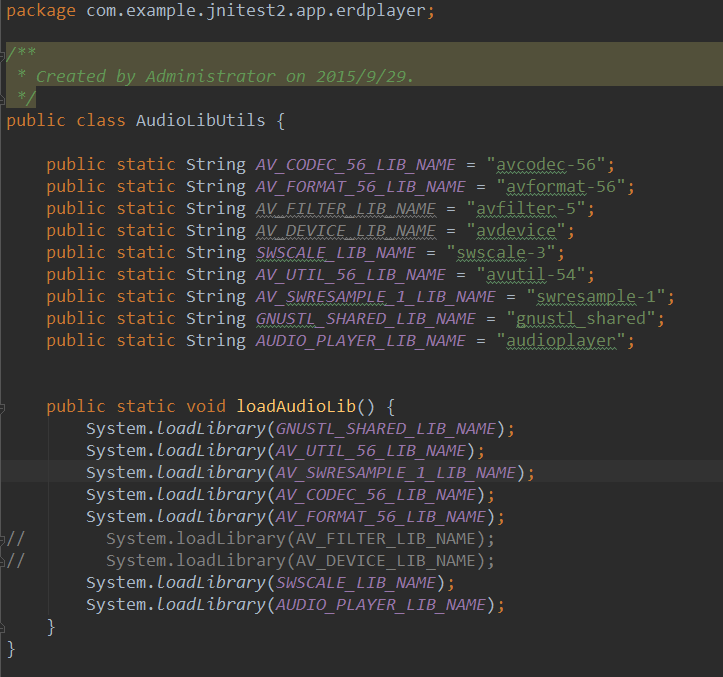 package com.example.jnitest2.app.erdplayer;

/**
 * Created by Administrator on 2015/9/29.
 */
public class AudioLibUtils {

    public static String AV_CODEC_56_LIB_NAME = "avcodec-56";
    public static String AV_FORMAT_56_LIB_NAME = "avformat-56";
    public static String AV_FILTER_LIB_NAME = "avfilter-5";
    public static String AV_DEVICE_LIB_NAME = "avdevice";
    public static String SWSCALE_LIB_NAME = "swscale-3";
    public static String AV_UTIL_56_LIB_NAME = "avutil-54";
    public static String AV_SWRESAMPLE_1_LIB_NAME = "swresample-1";
    public static String GNUSTL_SHARED_LIB_NAME = "gnustl_shared";
    public static String AUDIO_PLAYER_LIB_NAME = "audioplayer";


    public static void loadAudioLib() {
        System.loadLibrary(GNUSTL_SHARED_LIB_NAME);
        System.loadLibrary(AV_UTIL_56_LIB_NAME);
        System.loadLibrary(AV_SWRESAMPLE_1_LIB_NAME);
        System.loadLibrary(AV_CODEC_56_LIB_NAME);
        System.loadLibrary(AV_FORMAT_56_LIB_NAME);
//        System.loadLibrary(AV_FILTER_LIB_NAME);
//        System.loadLibrary(AV_DEVICE_LIB_NAME);
        System.loadLibrary(SWSCALE_LIB_NAME);
        System.loadLibrary(AUDIO_PLAYER_LIB_NAME);
    }
}